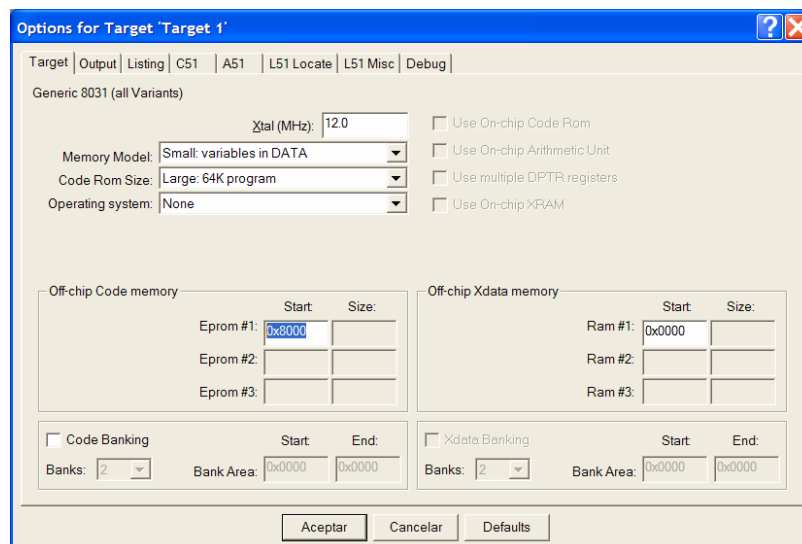 Options for Target 'Target 1'
Target Output Listing C51 A51 L51 Locate L51 Misc Debug
Generic 8031 (all Variants)
Xtal (MHz): 12.0
Use On-chip Code Rom
Memory Model: Small: variables in DATA
Use On-chip Arithmetic Unit
Code Rom Size: Large: 64K program
Use multiple DPTR registers
Operating system: None
Use On-chip XRAM
Off-chip Code memory
Start: Size:
Eprom #1: 0x8000
Eprom #2:
Eprom #3:
Off-chip Xdata memory
Start: Size:
Ram #1: 0x0000
Ram #2:
Ram #3:
Code Banking Start: End:
Banks: 2 Bank Area: 0x0000 0x0000
Xdata Banking Start: End:
Banks: 2 Bank Area: 0x0000 0x0000
Aceptar Cancelar Defaults